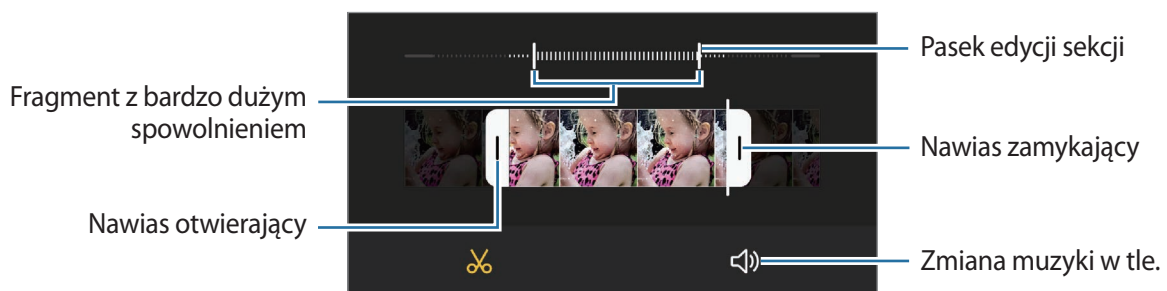 Pasek edycji sekcji
Fragment z bardzo dużym
spowolnieniem
Nawias zamykający
Nawias otwierający
Zmiana muzyki w tle.